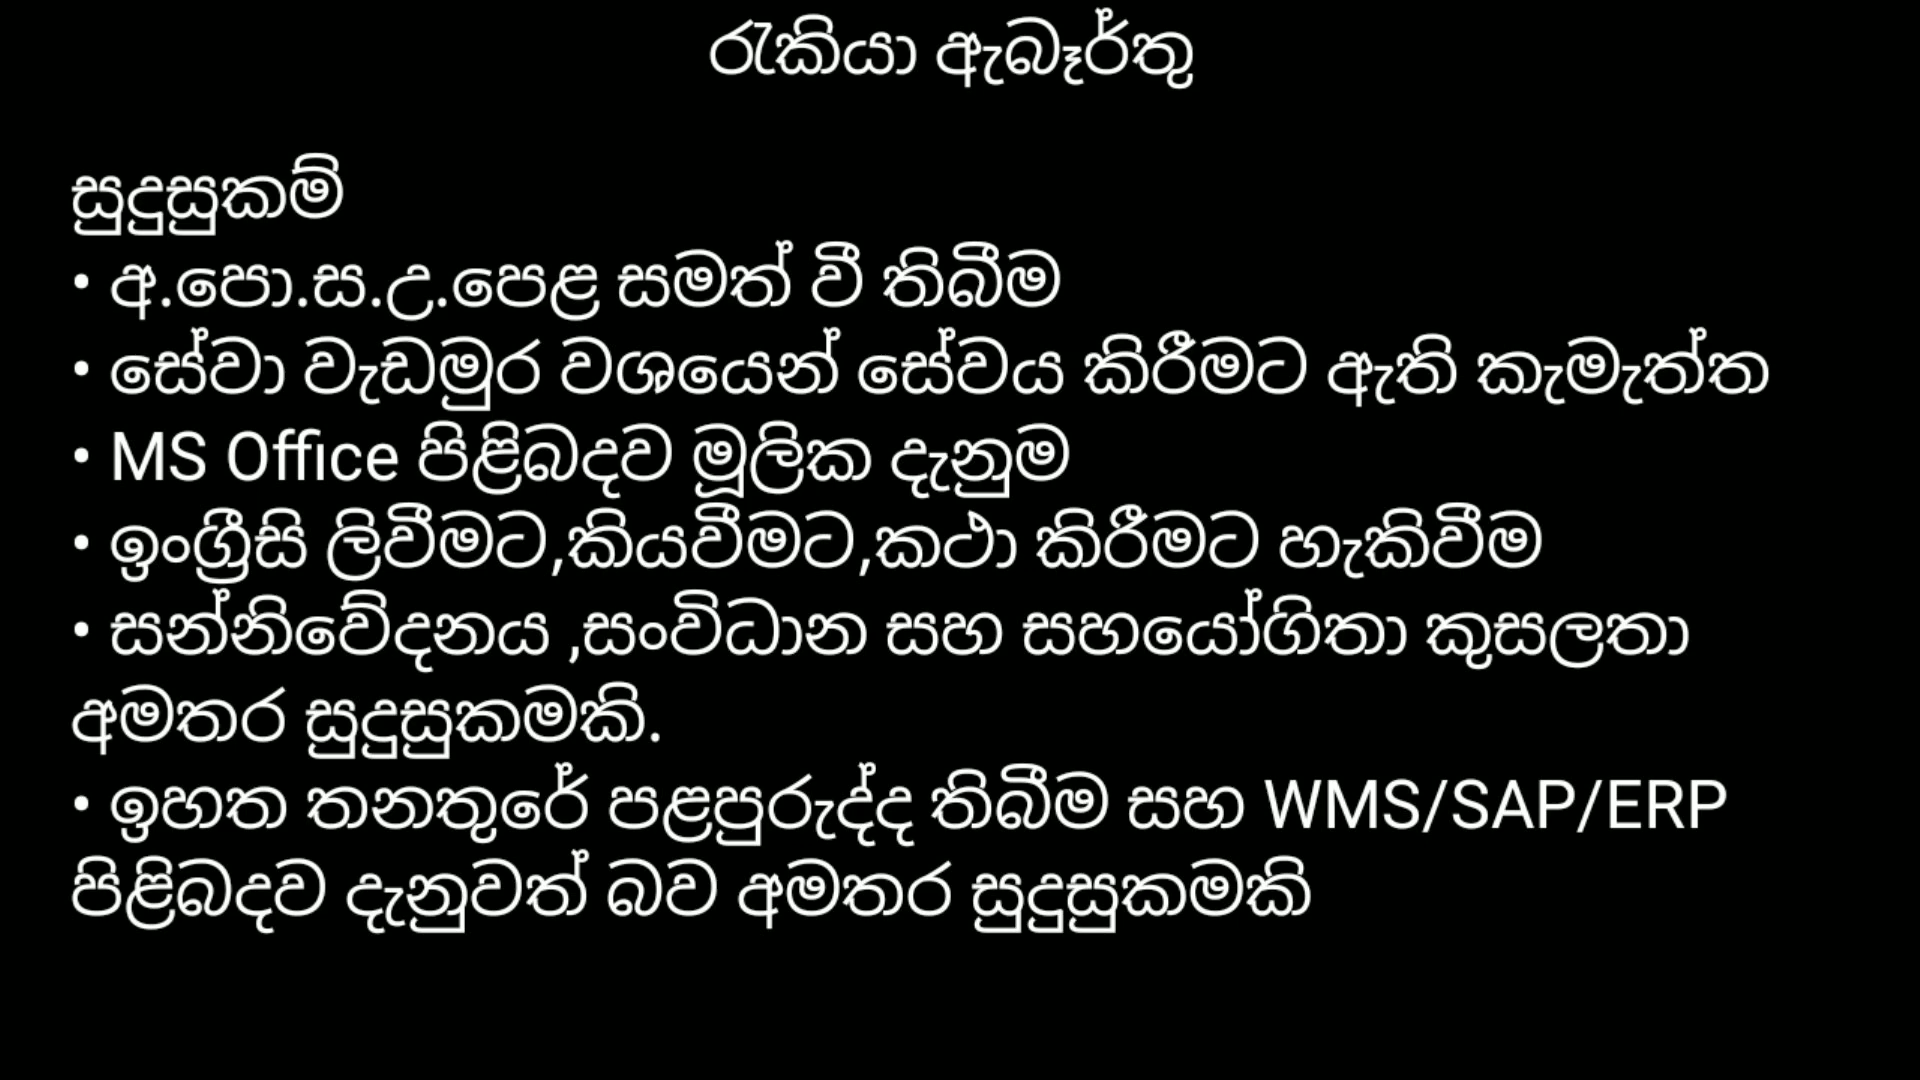 රැකියා ඇබෑර්තු
සුදුසුකම්
• අ.පො.ස.උ.පෙළ සමත් වී තිබීම
• සේවා වැඩමුර වශයෙන් සේවය කිරීමට ඇති කැමැත්ත
• MS Office පිළිබදව මූලික දැනුම
• ඉංග්‍රීසි ලිවීමට,කියවීමට,කථා කිරීමට හැකිවීම
• සන්නිවේදනය ,සංවිධාන සහ සහයෝගිතා කුසලතා
අමතර සුදුසුකමකි.
• ඉහත තනතුරේ පළපුරුද්ද තිබීම සහ WMS/SAP/ERP
පිළිබදව දැනුවත් බව අමතර සුදුසුකමකි